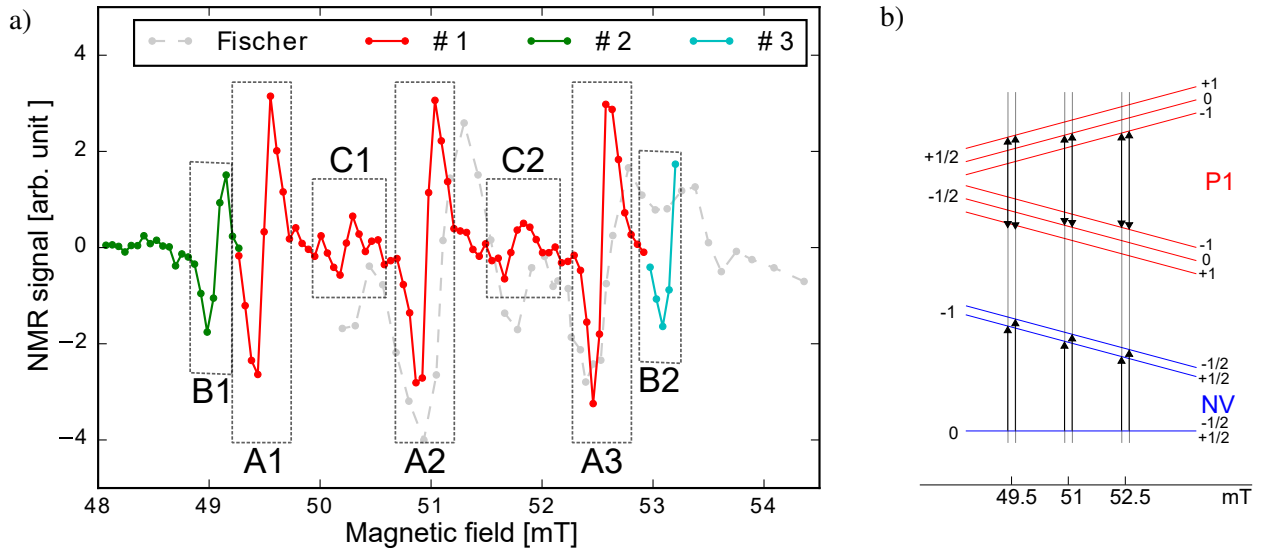 a)
Fischer # 1 # 2 # 3
NMR signal [arb. unit ]
4
2
0
−2
−4
B1
A1
C1
A2
C2
A3
B2
48 49 50 51 52 53 54
Magnetic field [mT]
b)
+1
0
-1
+1/2
P1
-1/2
-1
0
+1
-1
-1/2
+1/2
NV
0
-1/2
+1/2
49.5 51 52.5 mT